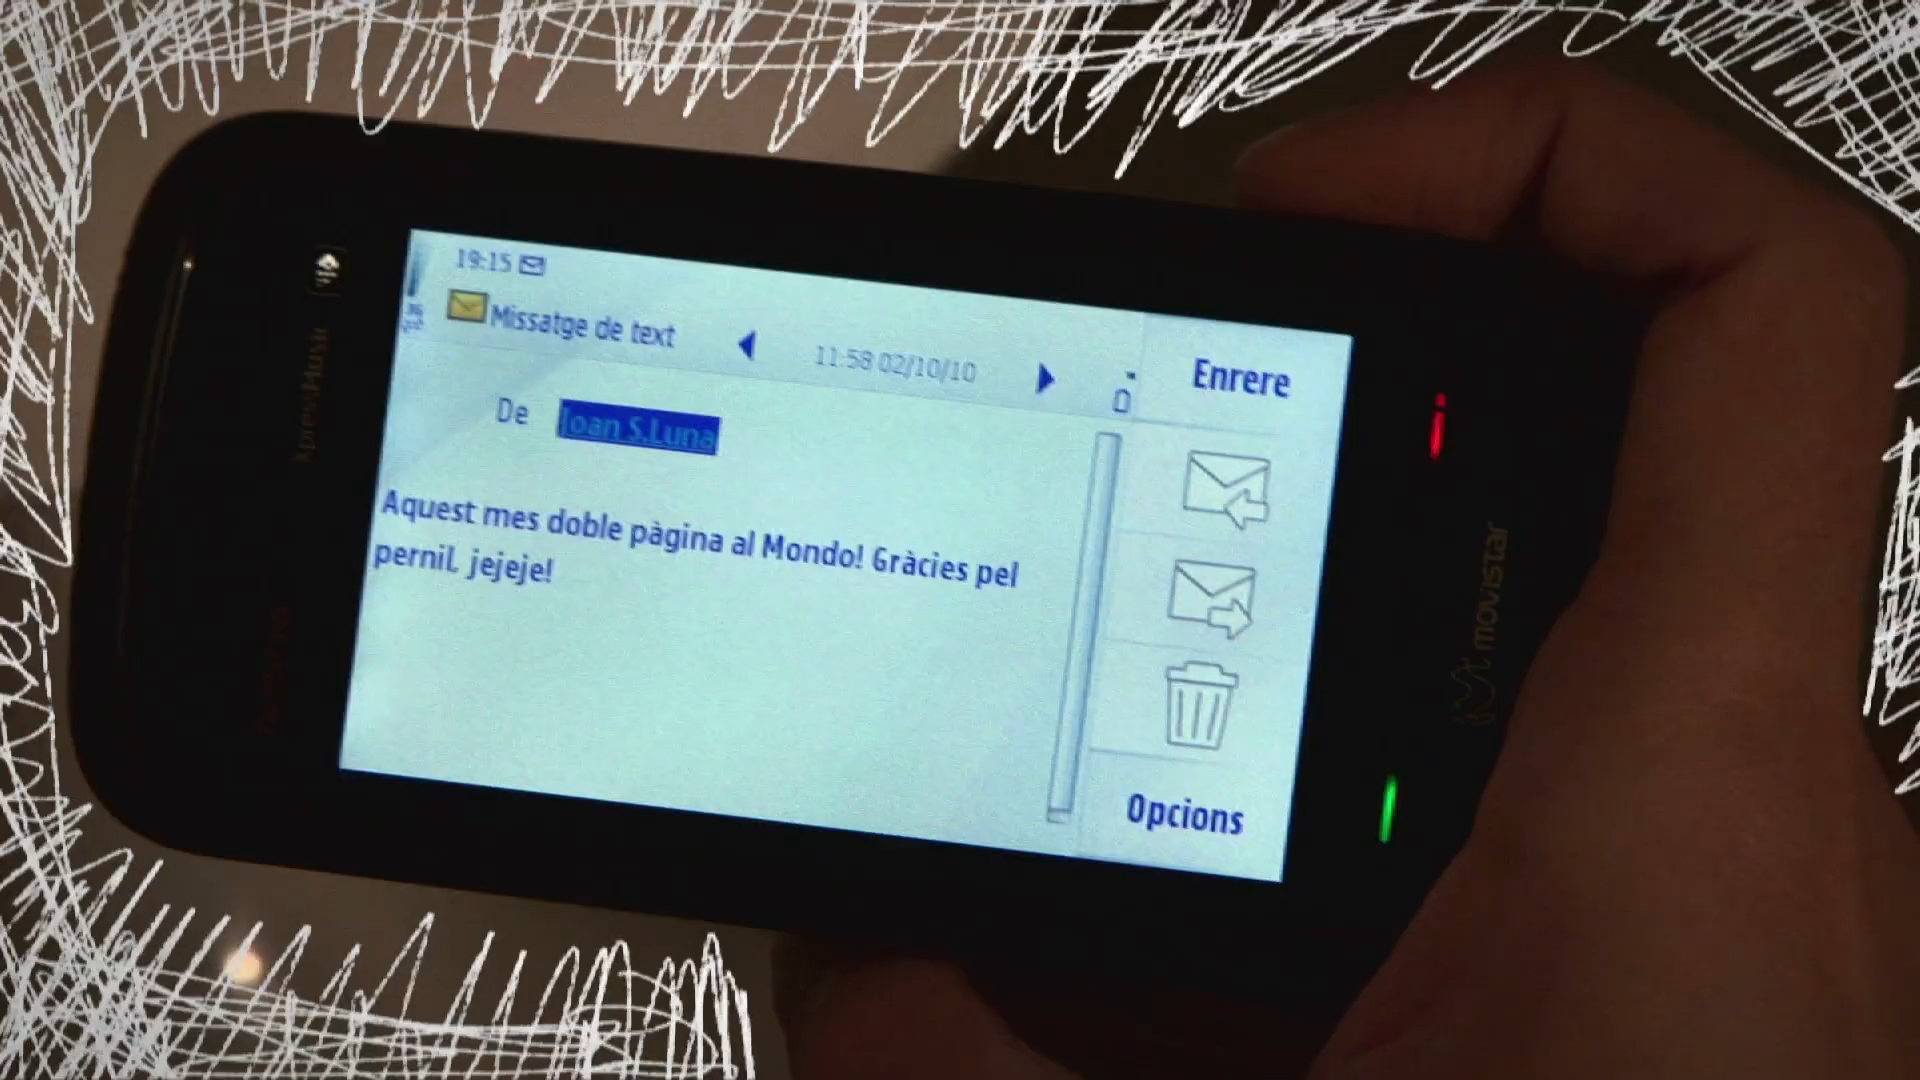 19:15
Missatge de text
11:58 02/10/10
Enrere
De Joan S.Luna
Aquest mes doble pàgina al Mondo! Gràcies pel
pernil, jejeje!
Opcions
XpressMusic
movistar